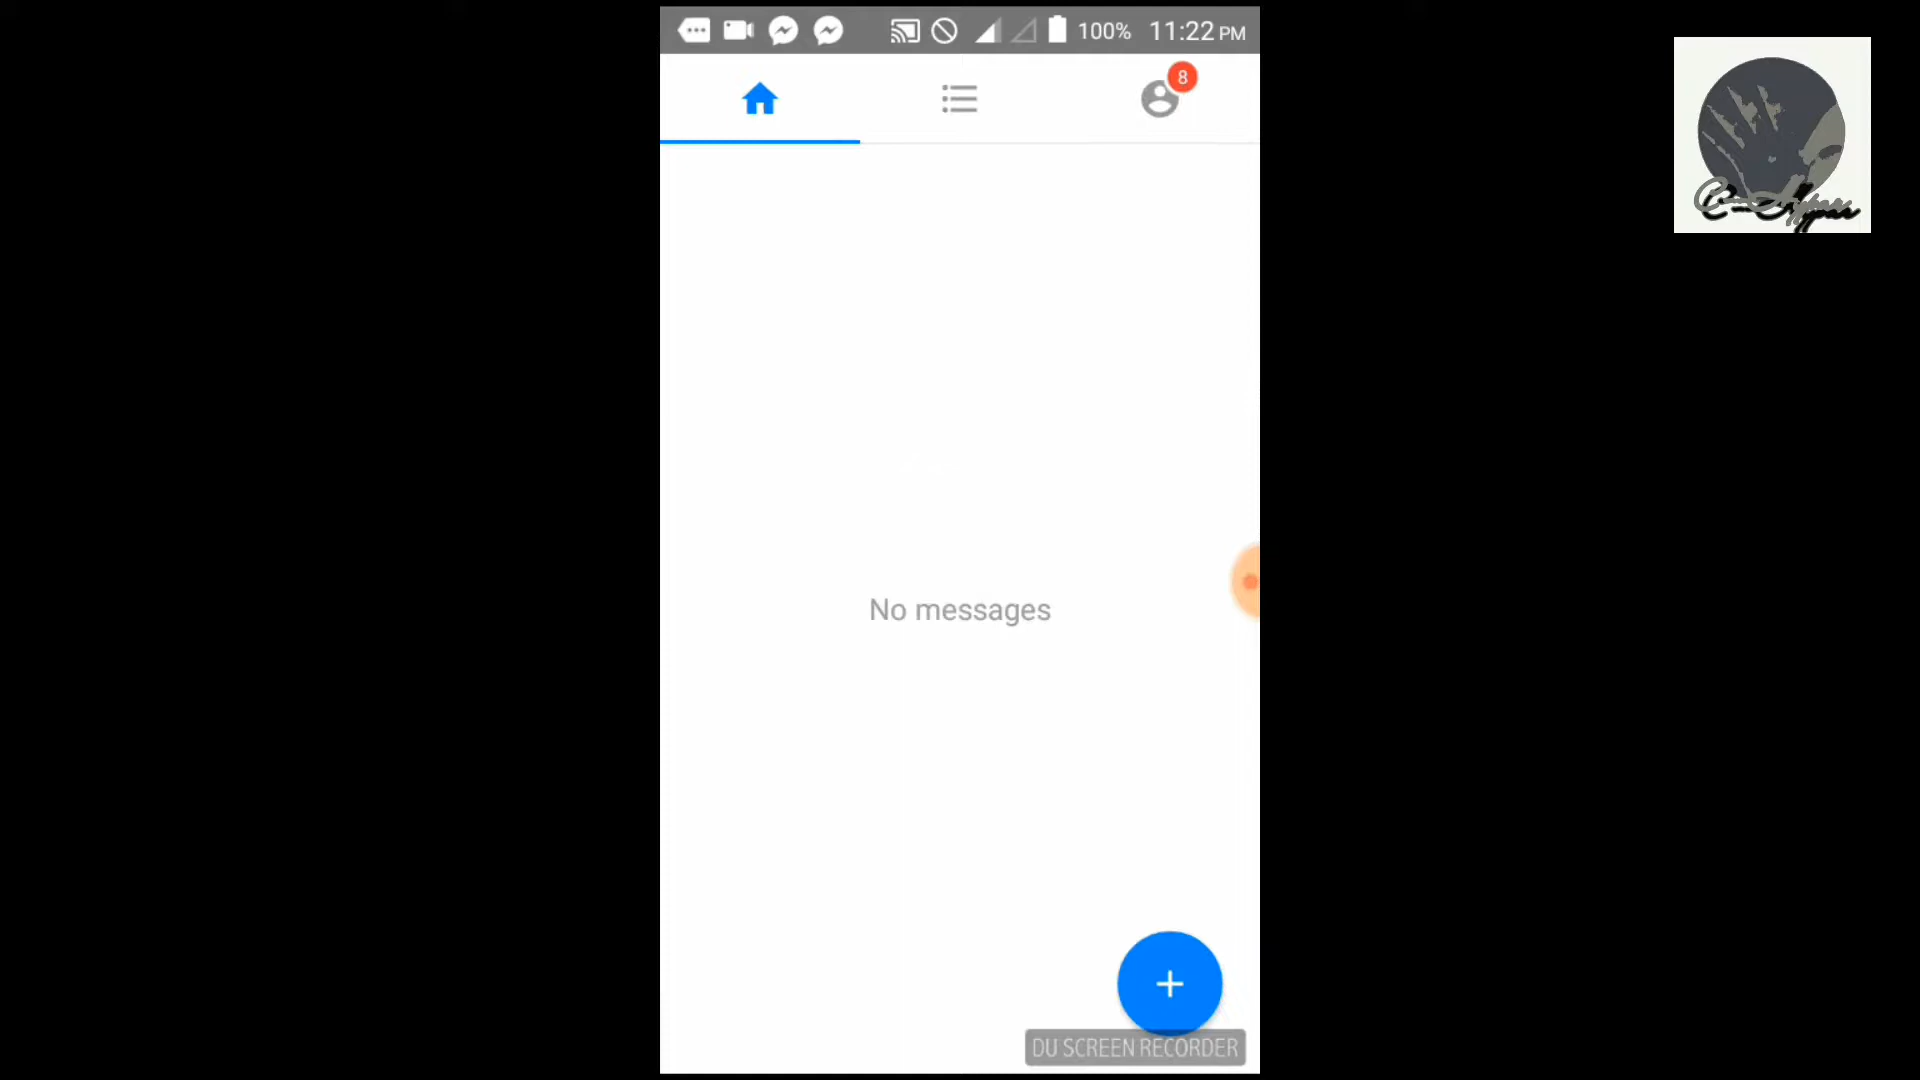 100% 11:22 PM
8
No messages
DU SCREEN RECORDER